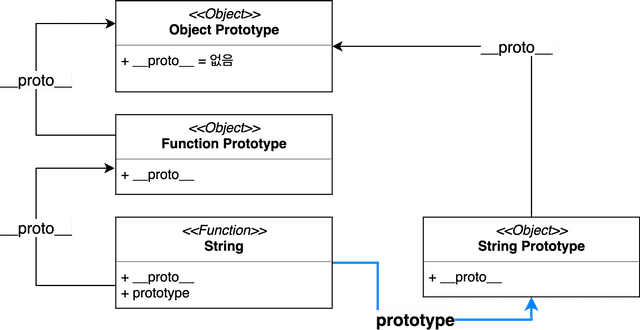 <<Object>>
Object Prototype
+ __proto__ = 없음
__proto__
__proto__
<<Object>>
Function Prototype
+ __proto__
__proto__
<<Function>>
String
+ __proto__
+ prototype
<<Object>>
String Prototype
+ __proto__
prototype